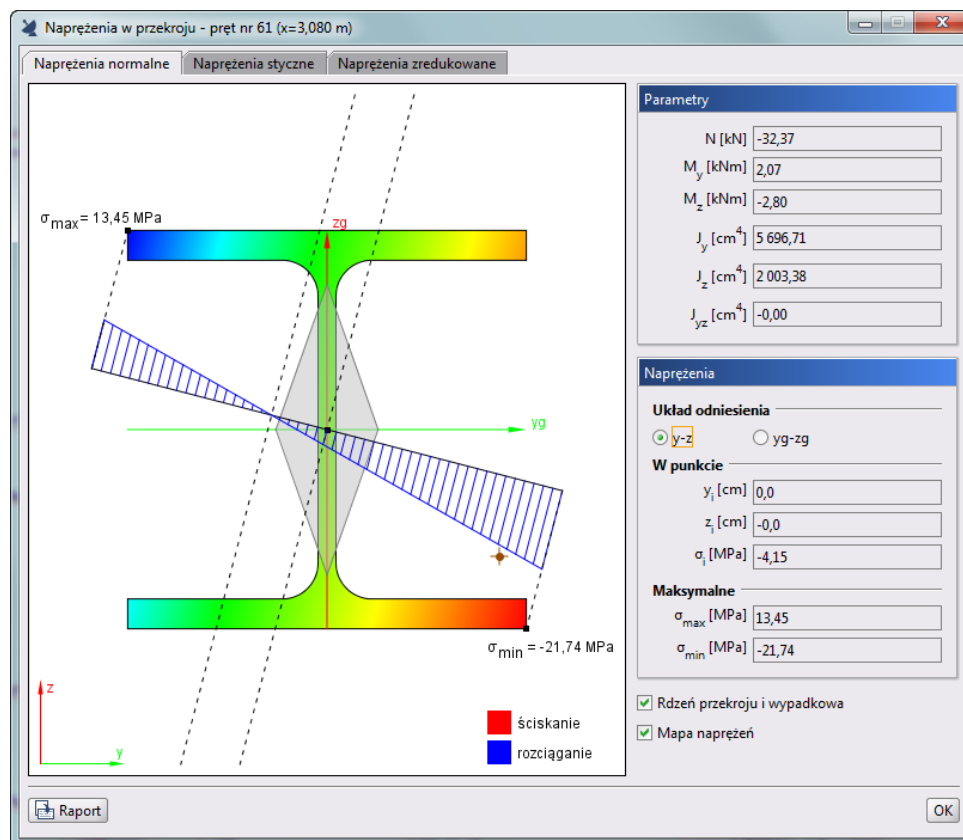 Naprężenia w przekroju - pręt nr 61 (x=3,080 m)
Naprężenia normalne
Naprężenia styczne
Naprężenia zredukowane
σmax = 13,45 MPa
zg
yg
σmin = -21,74 MPa
z
y
ściskanie
rozciąganie
Parametry
N [kN] -32,37
My [kNm] 2,07
Mz [kNm] -2,80
Jy [cm4] 5 696,71
Jz [cm4] 2 003,38
Jyz [cm4] -0,00
Naprężenia
Układ odniesienia
y-z
yg-zg
W punkcie
yi [cm] 0,0
zi [cm] -0,0
σi [MPa] -4,15
Maksymalne
σmax [MPa] 13,45
σmin [MPa] -21,74
Rdzeń przekroju i wypadkowa
Mapa naprężeń
Raport
OK